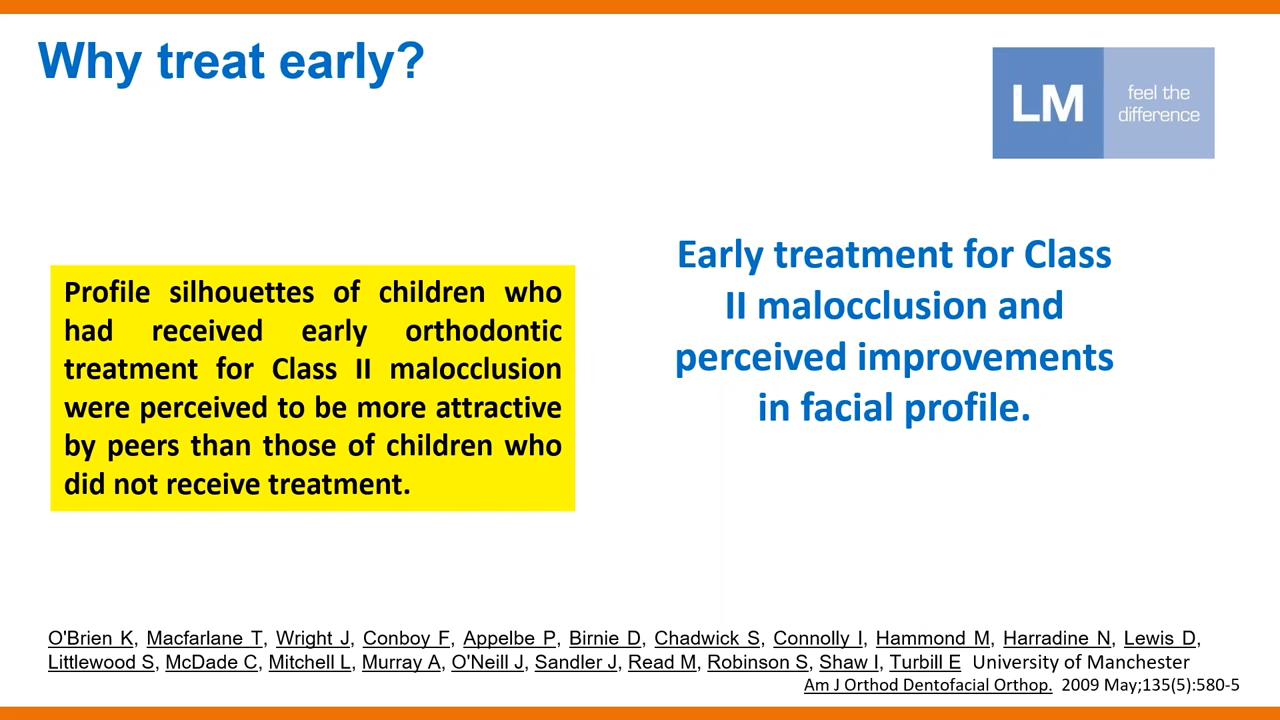 Why treat early?
LM
feel the
difference
Profile silhouettes of children who
had received early orthodontic
treatment for Class II malocclusion
were perceived to be more attractive
by peers than those of children who
did not receive treatment.
Early treatment for Class
II malocclusion and
perceived improvements
in facial profile.
O'Brien K, Macfarlane T, Wright J, Conboy F, Appelbe P, Birnie D, Chadwick S, Connolly I, Hammond M, Harradine N, Lewis D,
Littlewood S, McDade C, Mitchell L, Murray A, O'Neill J, Sandler J, Read M, Robinson S, Shaw I, Turbill E University of Manchester
Am J Orthod Dentofacial Orthop. 2009 May;135(5):580-5